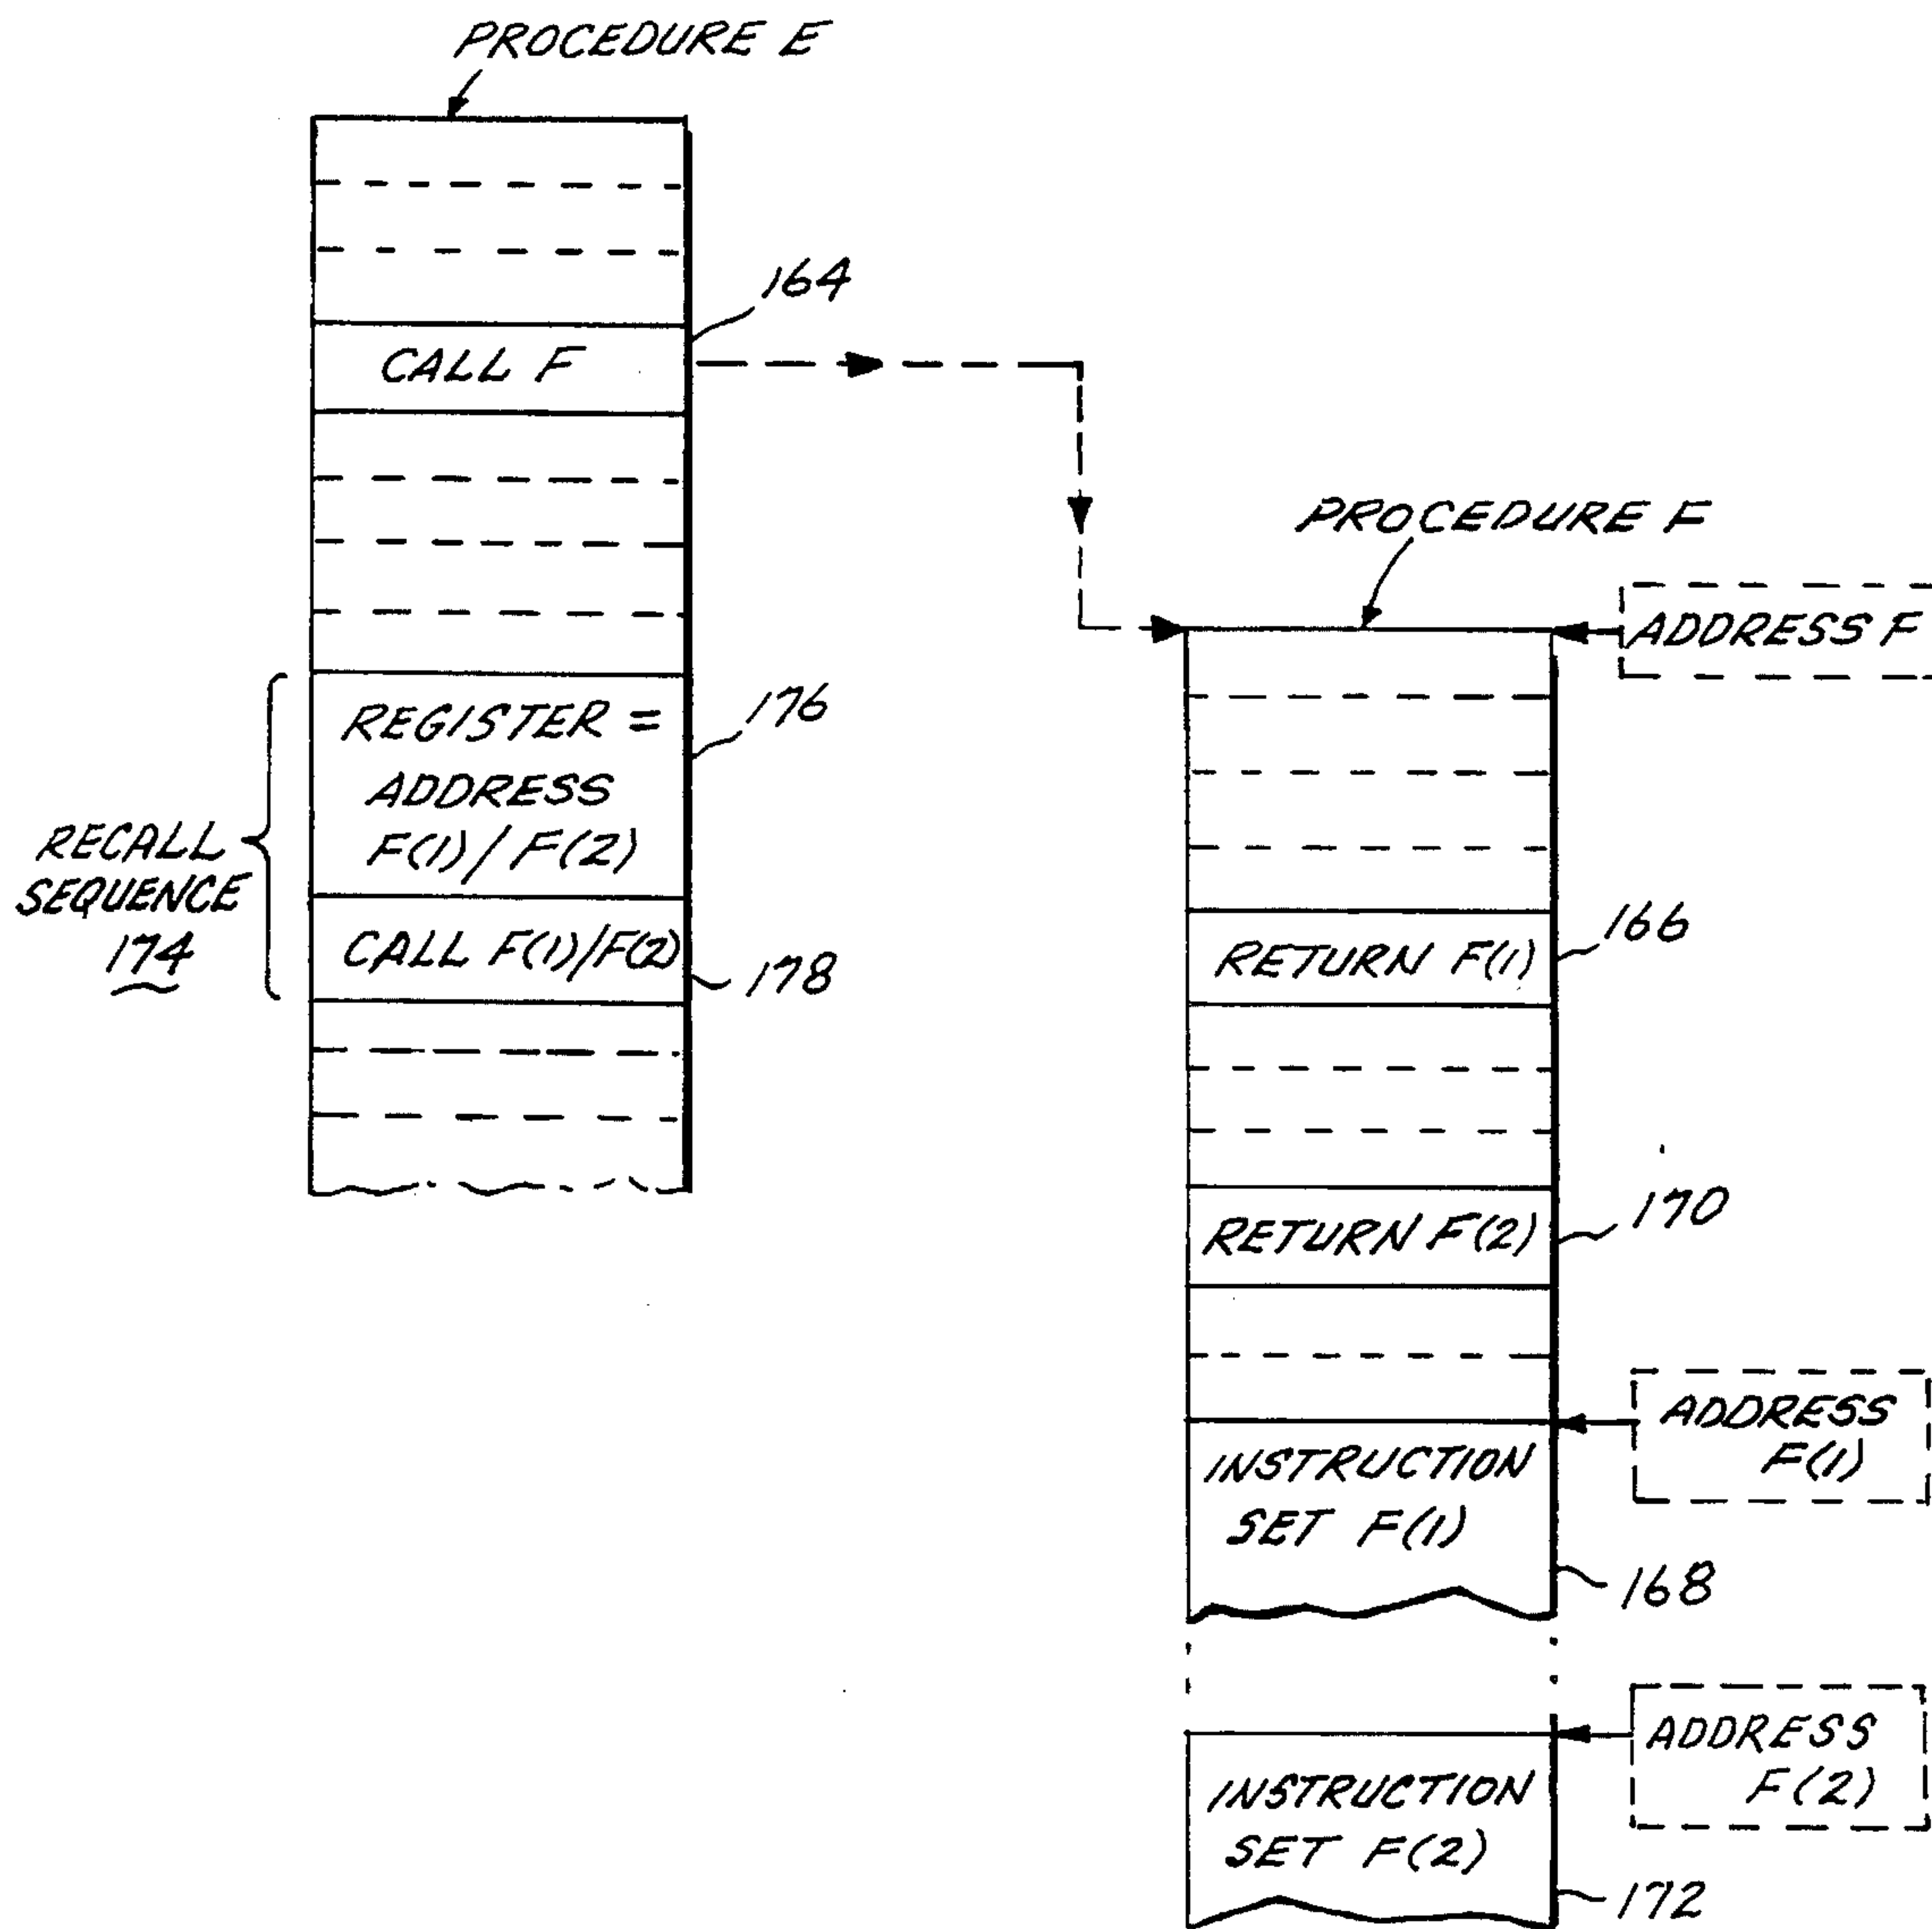 PROCEDURE E
164
CALL F
PROCEDURE F
ADDRESS F
REGISTER =
ADDRESS
F(1)/F(2)
176
RECALL
SEQUENCE
174
CALL F(1)/F(2)
178
RETURN F(1)
166
RETURN F(2)
170
ADDRESS
F(1)
INSTRUCTION
SET F(1)
168
ADDRESS
F(2)
INSTRUCTION
SET F(2)
172